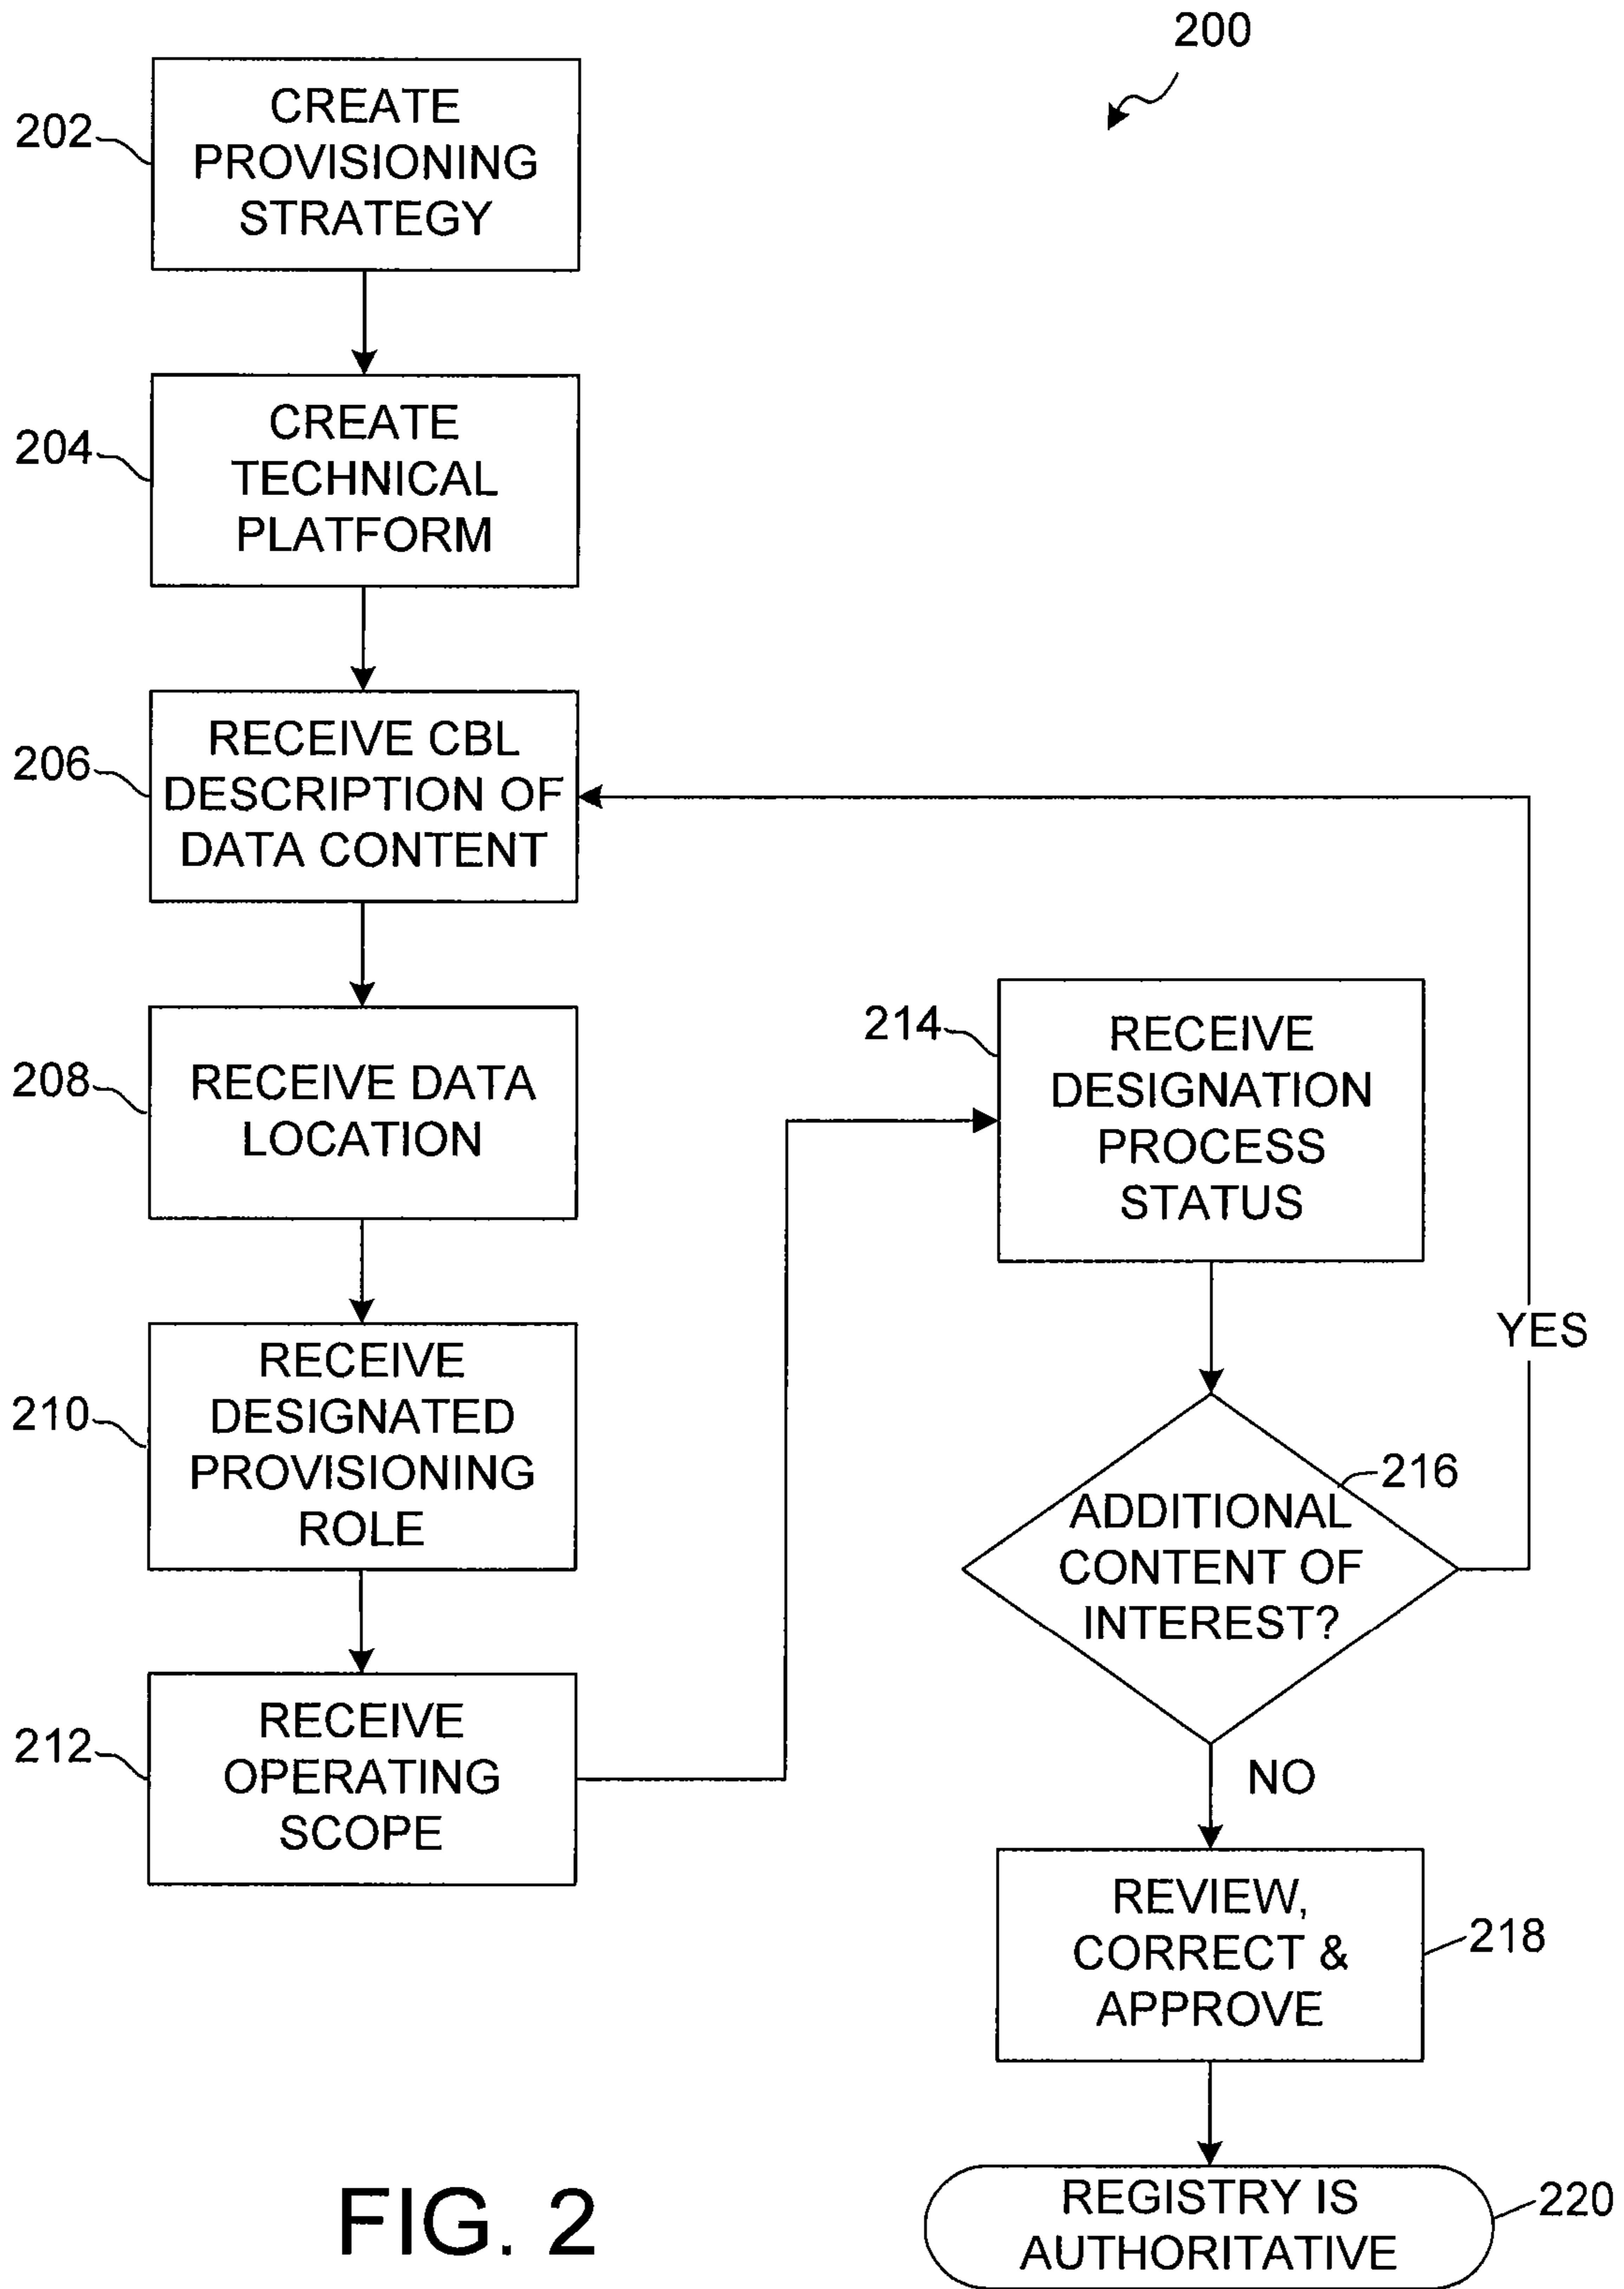 200
202
CREATE
PROVISIONING
STRATEGY
204
CREATE
TECHNICAL
PLATFORM
206
RECEIVE CBL
DESCRIPTION OF
DATA CONTENT
208
RECEIVE DATA
LOCATION
210
RECEIVE
DESIGNATED
PROVISIONING
ROLE
212
RECEIVE
OPERATING
SCOPE
214
RECEIVE
DESIGNATION
PROCESS
STATUS
YES
216
ADDITIONAL
CONTENT OF
INTEREST?
NO
REVIEW,
CORRECT &
APPROVE
218
REGISTRY IS
AUTHORITATIVE
220
FIG. 2